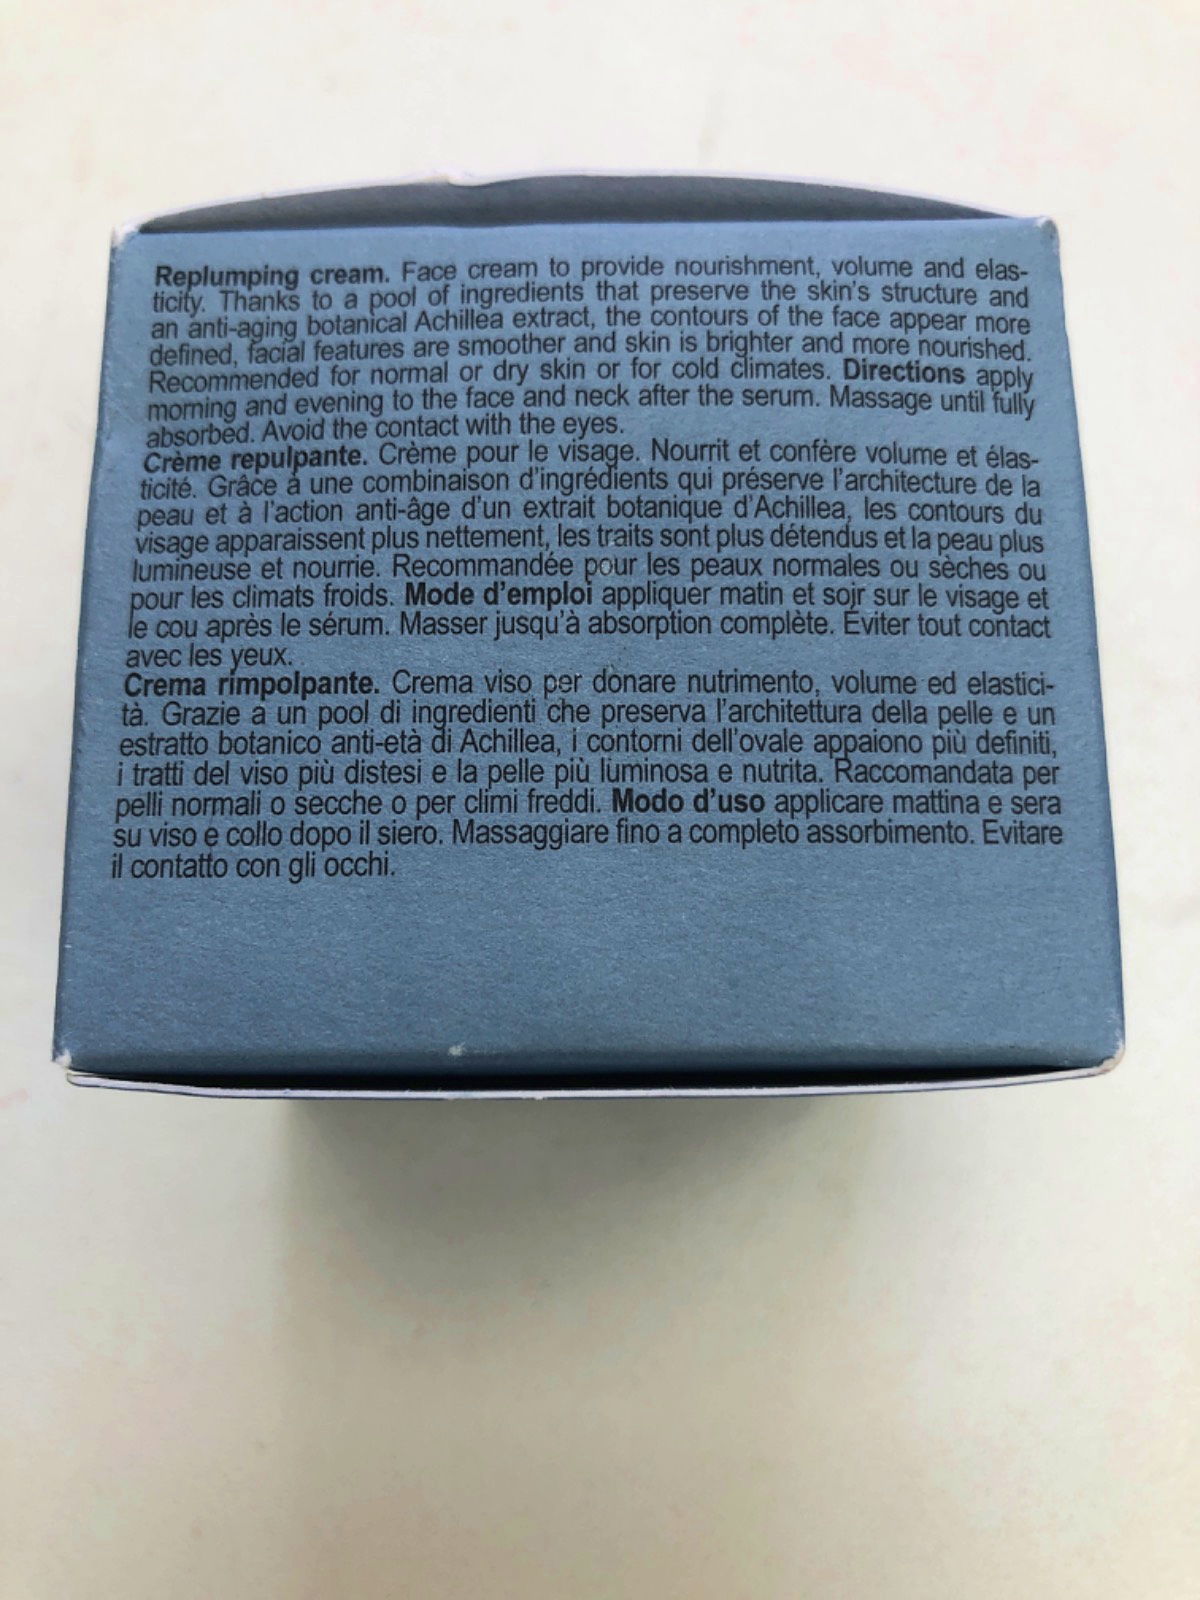 Replumping cream. Face cream to provide nourishment, volume and elas-
ticity. Thanks to a pool of ingredients that preserve the skin's structure and
an anti-aging botanical Achillea extract, the contours of the face appear more
defined, facial features are smoother and skin is brighter and more nourished.
Recommended for normal or dry skin or for cold climates. Directions apply
morning and evening to the face and neck after the serum. Massage until fully
absorbed. Avoid the contact with the eyes.
Crème repulpante. Crème pour le visage. Nourrit et confère volume et élas-
ticité. Grâce à une combinaison d'ingrédients qui préserve l'architecture de la
peau et à l'action anti-âge d'un extrait botanique d'Achillea, les contours du
visage apparaissent plus nettement, les traits sont plus détendus et la peau plus
lumineuse et nourrie. Recommandée pour les peaux normales ou sèches ou
pour les climats froids. Mode d'emploi appliquer matin et soir sur le visage et
le cou après le sérum. Masser jusqu'à absorption complète. Éviter tout contact
avec les yeux.
Crema rimpolpante. Crema viso per donare nutrimento, volume ed elastici-
tà. Grazie a un pool di ingredienti che preserva l'architettura della pelle e un
estratto botanico anti-età di Achillea, i contorni dell'ovale appaiono più definiti,
i tratti del viso più distesi e la pelle più luminosa e nutrita. Raccomandata per
pelli normali o secche o per climi freddi. Modo d'uso applicare mattina e sera
su viso e collo dopo il siero. Massaggiare fino a completo assorbimento. Evitare
il contatto con gli occhi.